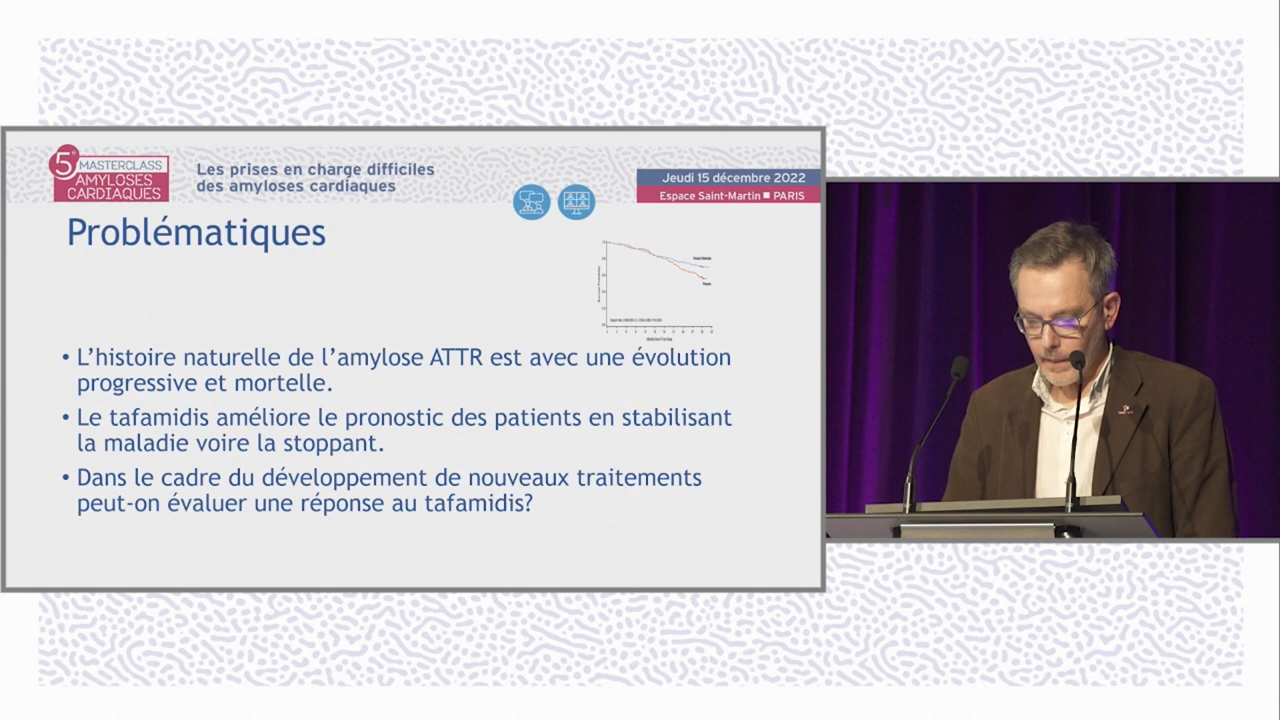 5e MASTERCLASS
AMYLOSES
CARDIAQUES
Les prises en charge difficiles
des amyloses cardiaques
Jeudi 15 décembre 2022
Espace Saint-Martin ■ PARIS
Problématiques
• L’histoire naturelle de l’amylose ATTR est avec une évolution
progressive et mortelle.
• Le tafamidis améliore le pronostic des patients en stabilisant
la maladie voire la stoppant.
• Dans le cadre du développement de nouveaux traitements
peut-on évaluer une réponse au tafamidis?